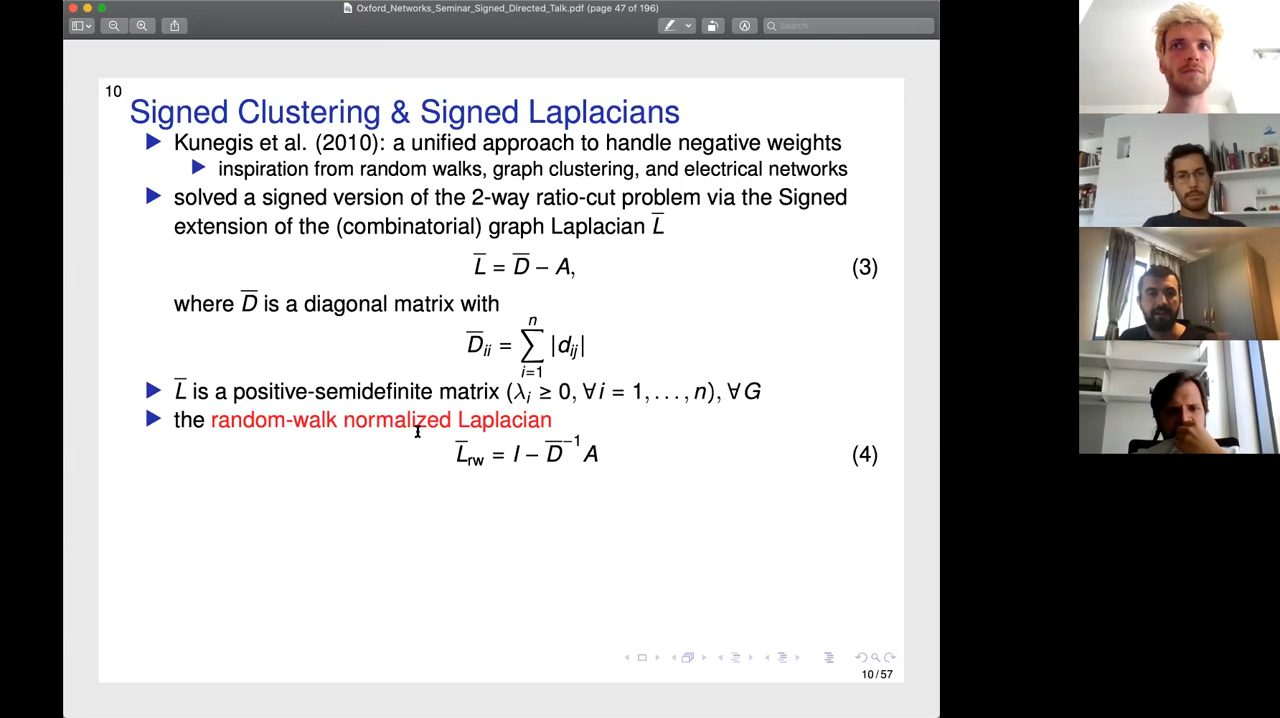 Oxford_Networks_Seminar_Signed_Directed_Talk.pdf (page 47 of 196)
Search
10
Signed Clustering & Signed Laplacians
Kunegis et al. (2010): a unified approach to handle negative weights
inspiration from random walks, graph clustering, and electrical networks
solved a signed version of the 2-way ratio-cut problem via the Signed
extension of the (combinatorial) graph Laplacian L̅
L̅ = D̅ − A, (3)
where D̅ is a diagonal matrix with
D̅ᵢᵢ = ∑ⁿᵢ₌₁ |dᵢⱼ|
L̅ is a positive-semidefinite matrix (λᵢ ≥ 0, ∀i = 1, . . . , n), ∀G
the random-walk normalized Laplacian
L̅rw = I − D̅⁻¹A (4)
10/57